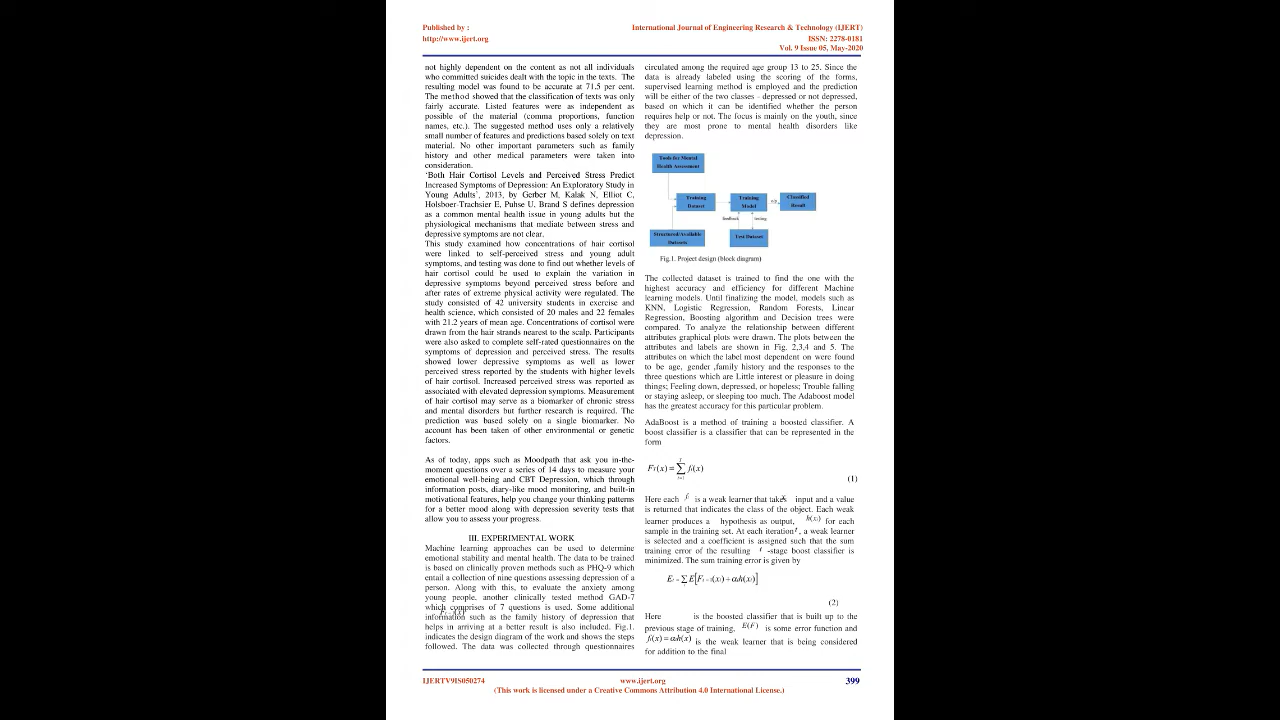 Published by :
http://www.ijert.org
International Journal of Engineering Research & Technology (IJERT)
ISSN: 2278-0181
Vol. 9 Issue 05, May-2020
not highly dependent on the content as not all individuals
who committed suicides dealt with the topic in the texts. The
resulting model was found to be accurate at 71.5 per cent.
The method showed that the classification of texts was only
fairly accurate. Listed features were as independent as
possible of the material (comma proportions, function
names, etc.). The suggested method uses only a relatively
small number of features and predictions based solely on text
material. No other important parameters such as family
history and other medical parameters were taken into
consideration.
‘Both Hair Cortisol Levels and Perceived Stress Predict
Increased Symptoms of Depression: An Exploratory Study in
Young Adults’, 2013, by Gerber M, Kalak N, Elliot C,
Holsboer-Trachsler E, Puhse U, Brand S defines depression
as a common mental health issue in young adults but the
physiological mechanisms that mediate between stress and
depressive symptoms are not clear.
This study examined how concentrations of hair cortisol
were linked to self-perceived stress and young adult
symptoms, and testing was done to find out whether levels of
hair cortisol could be used to explain the variation in
depressive symptoms beyond perceived stress before and
after rates of extreme physical activity were regulated. The
study consisted of 42 university students in exercise and
health science, which consisted of 20 males and 22 females
with 21.2 years of mean age. Concentrations of cortisol were
drawn from the hair strands nearest to the scalp. Participants
were also asked to complete self-rated questionnaires on the
symptoms of depression and perceived stress. The results
showed lower depressive symptoms as well as lower
perceived stress reported by the students with higher levels
of hair cortisol. Increased perceived stress was reported as
associated with elevated depression symptoms. Measurement
of hair cortisol may serve as a biomarker of chronic stress
and mental disorders but further research is required. The
prediction was based solely on a single biomarker. No
account has been taken of other environmental or genetic
factors.
As of today, apps such as Moodpath that ask you in-the-
moment questions over a series of 14 days to measure your
emotional well-being and CBT Depression, which through
information posts, diary-like mood monitoring, and built-in
motivational features, help you change your thinking patterns
for a better mood along with depression severity tests that
allow you to assess your progress.
III. EXPERIMENTAL WORK
Machine learning approaches can be used to determine
emotional stability and mental health. The data to be trained
is based on clinically proven methods such as PHQ-9 which
entail a collection of nine questions assessing depression of a
person. Along with this, to evaluate the anxiety among
young people, another clinically tested method GAD-7
which comprises of 7 questions is used. Some additional
information such as the family history of depression that
helps in arriving at a better result is also included. Fig.1.
indicates the design diagram of the work and shows the steps
followed. The data was collected through questionnaires
circulated among the required age group 13 to 25. Since the
data is already labeled using the scoring of the forms,
supervised learning method is employed and the prediction
will be either of the two classes - depressed or not depressed,
based on which it can be identified whether the person
requires help or not. The focus is mainly on the youth, since
they are most prone to mental health disorders like
depression.
Tools for Mental
Health Assessment
Training
Dataset
Training
Model
Classified
Result
feedback
testing
Structured/Available
Datasets
Test Dataset
Fig.1. Project design (block diagram)
The collected dataset is trained to find the one with the
highest accuracy and efficiency for different Machine
learning models. Until finalizing the model, models such as
KNN, Logistic Regression, Random Forests, Linear
Regression, Boosting algorithm and Decision trees were
compared. To analyze the relationship between different
attributes graphical plots were drawn. The plots between the
attributes and labels are shown in Fig. 2,3,4 and 5. The
attributes on which the label most dependent on were found
to be age, gender ,family history and the responses to the
three questions which are Little interest or pleasure in doing
things; Feeling down, depressed, or hopeless; Trouble falling
or staying asleep, or sleeping too much. The Adaboost model
has the greatest accuracy for this particular problem.
AdaBoost is a method of training a boosted classifier. A
boost classifier is a classifier that can be represented in the
form
F_T(x) = ∑ f_t(x)
(1)
Here each f_t is a weak learner that takes x input and a value
is returned that indicates the class of the object. Each weak
learner produces a hypothesis as output, h(x_i) for each
sample in the training set. At each iteration t, a weak learner
is selected and a coefficient is assigned such that the sum
training error of the resulting t -stage boost classifier is
minimized. The sum training error is given by
E_t = ∑ E[F_t-1(x_i) + α_t h(x_i)]
(2)
Here is the boosted classifier that is built up to the
previous stage of training, E(F) is some error function and
f_t(x) = α_t h(x) is the weak learner that is being considered
for addition to the final
IJERTV9IS050274
www.ijert.org
(This work is licensed under a Creative Commons Attribution 4.0 International License.)
399